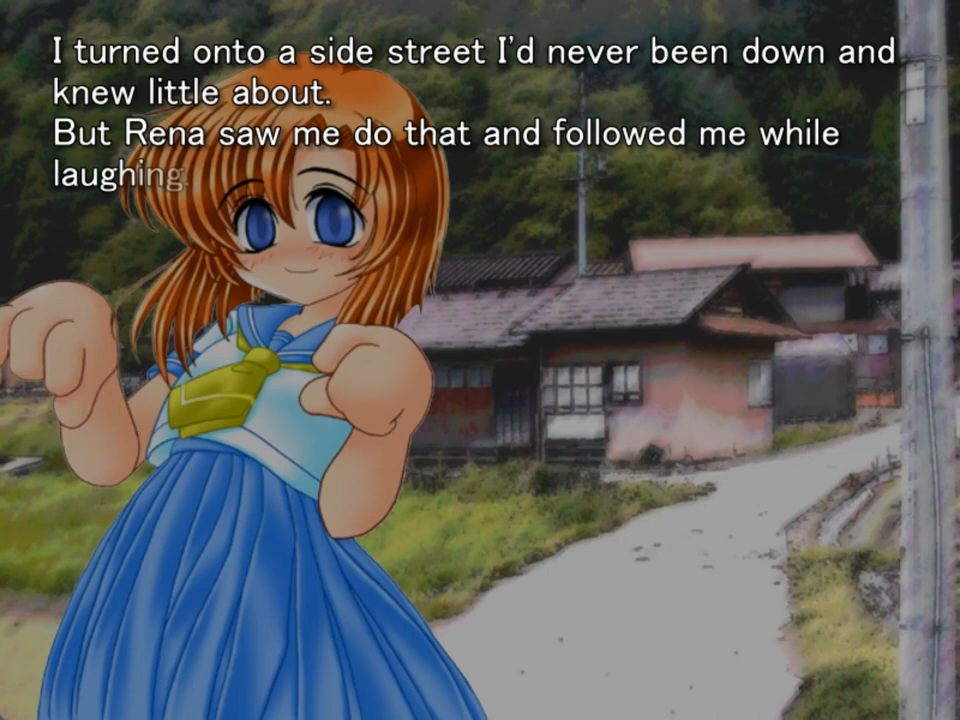 I turned onto a side street I'd never been down and
knew little about.
But Rena saw me do that and followed me while
laughing.